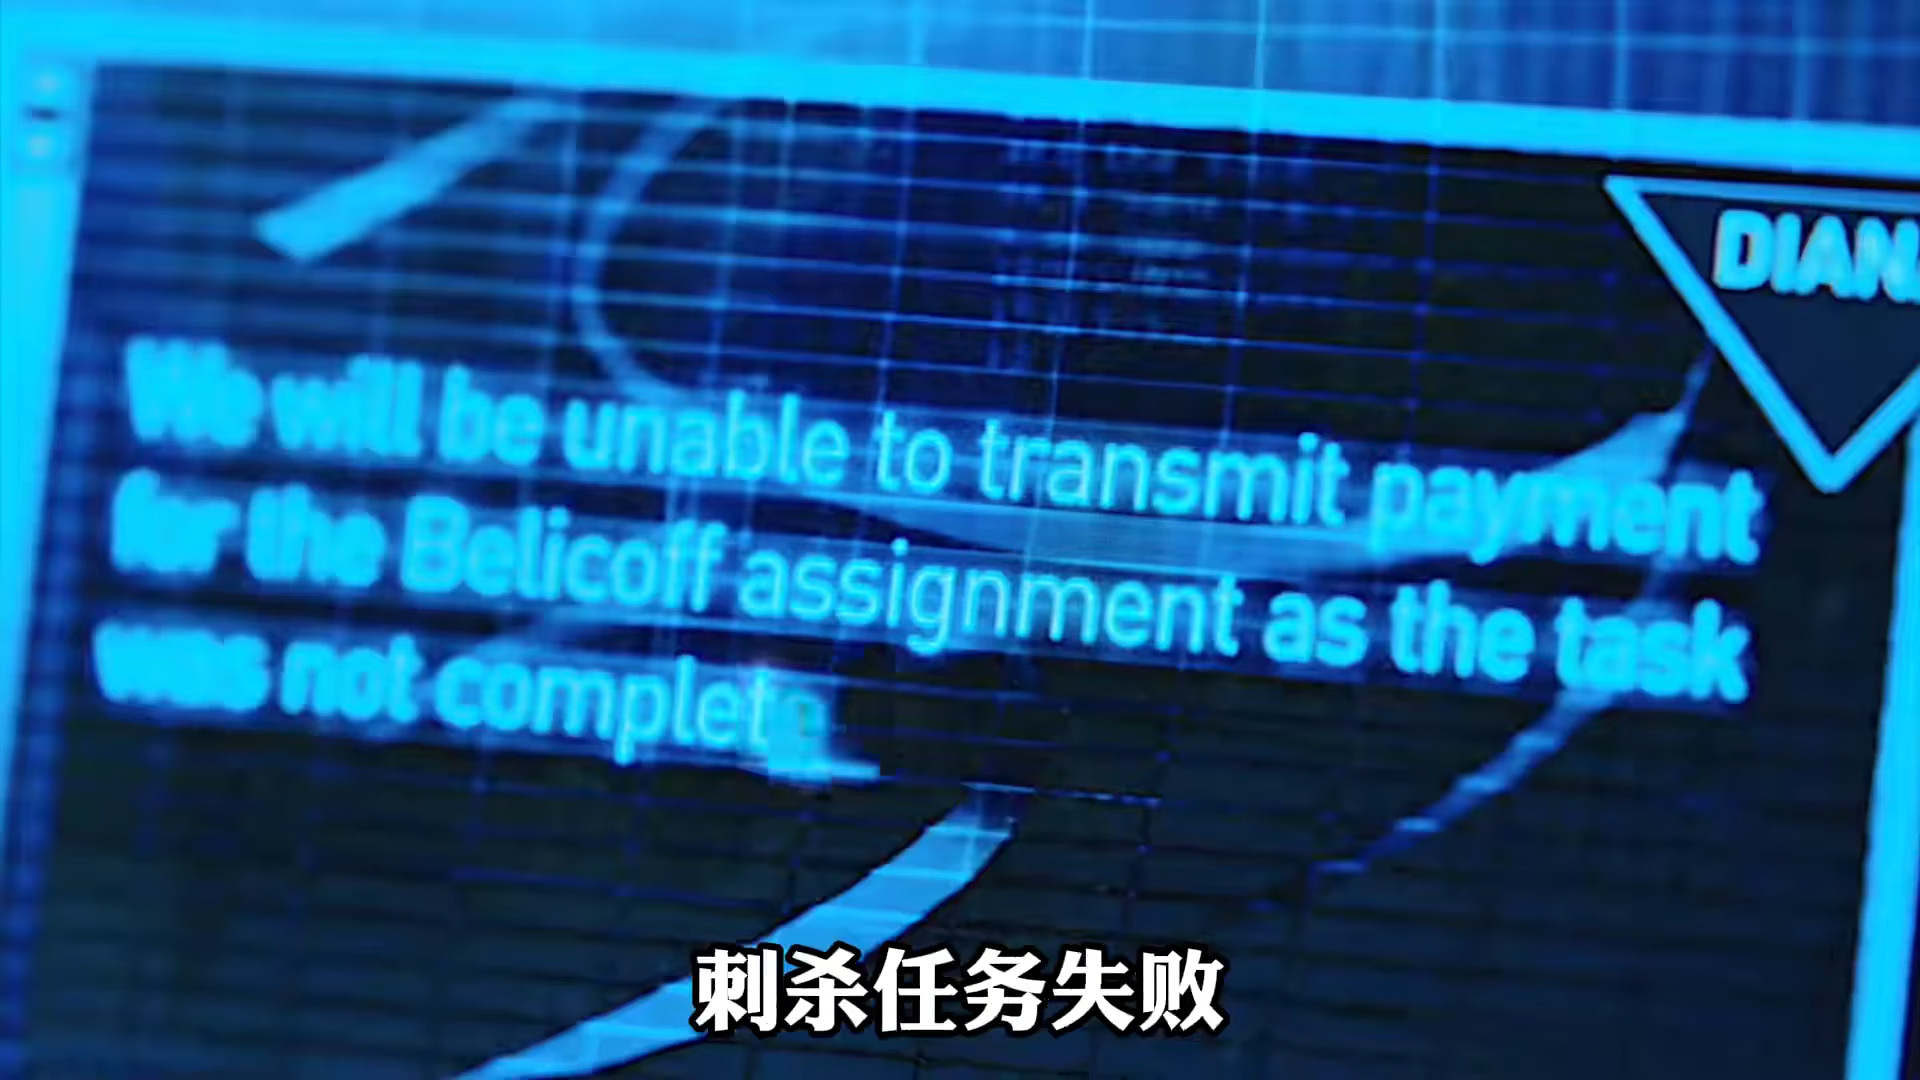 DIAN
We will be unable to transmit payment
for the Belicoff assignment as the task
was not complete
刺杀任务失败